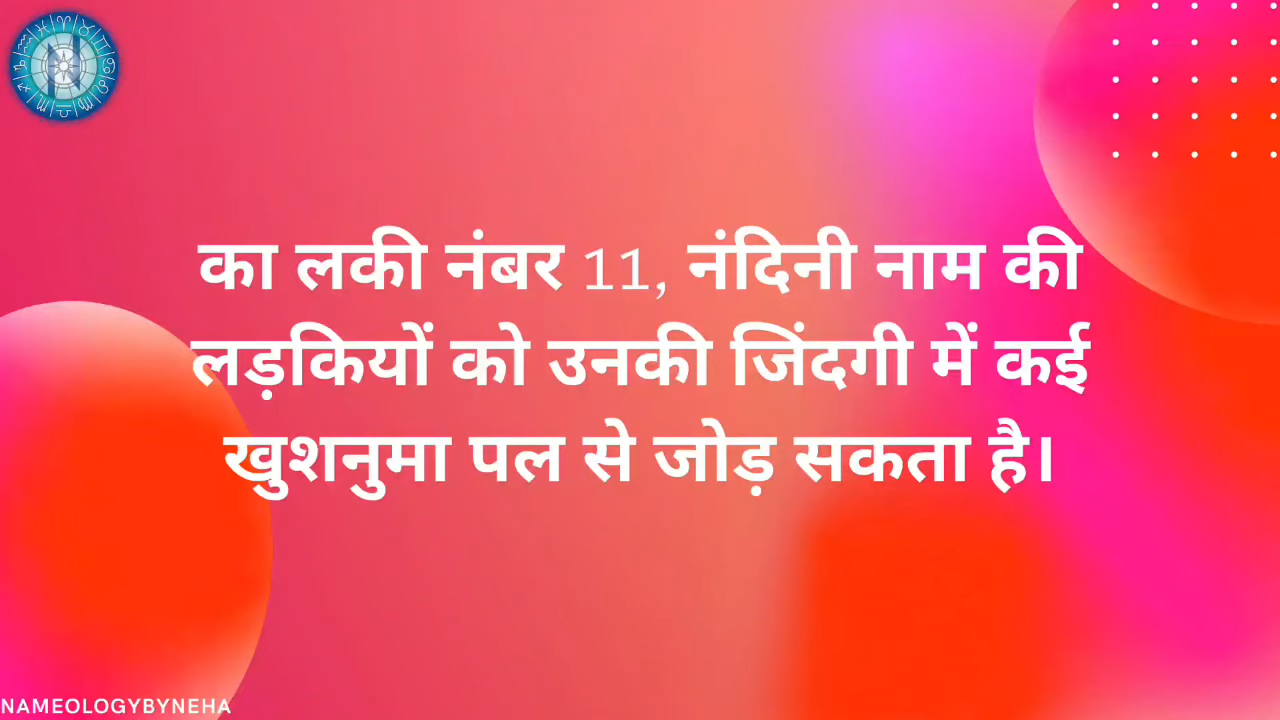 का लकी नंबर 11, नंदिनी नाम की
लड़कियों को उनकी जिंदगी में कई
खुशनुमा पल से जोड़ सकता है।
NAMEOLOGYBYNEHA